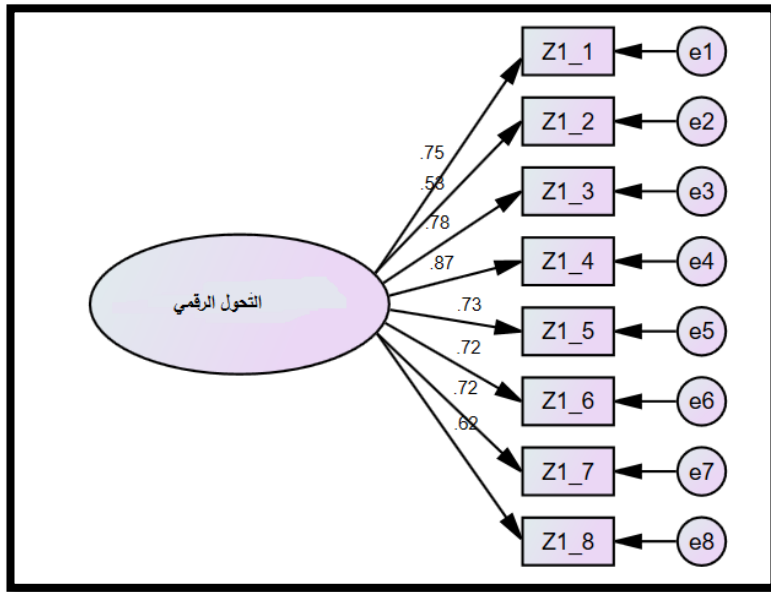 Z1_1 e1
Z1_2 e2
.75
.58
Z1_3 e3
.78
.87
Z1_4 e4
التحول الرقمي
.73
Z1_5 e5
.72
.72
Z1_6 e6
.62
Z1_7 e7
Z1_8 e8